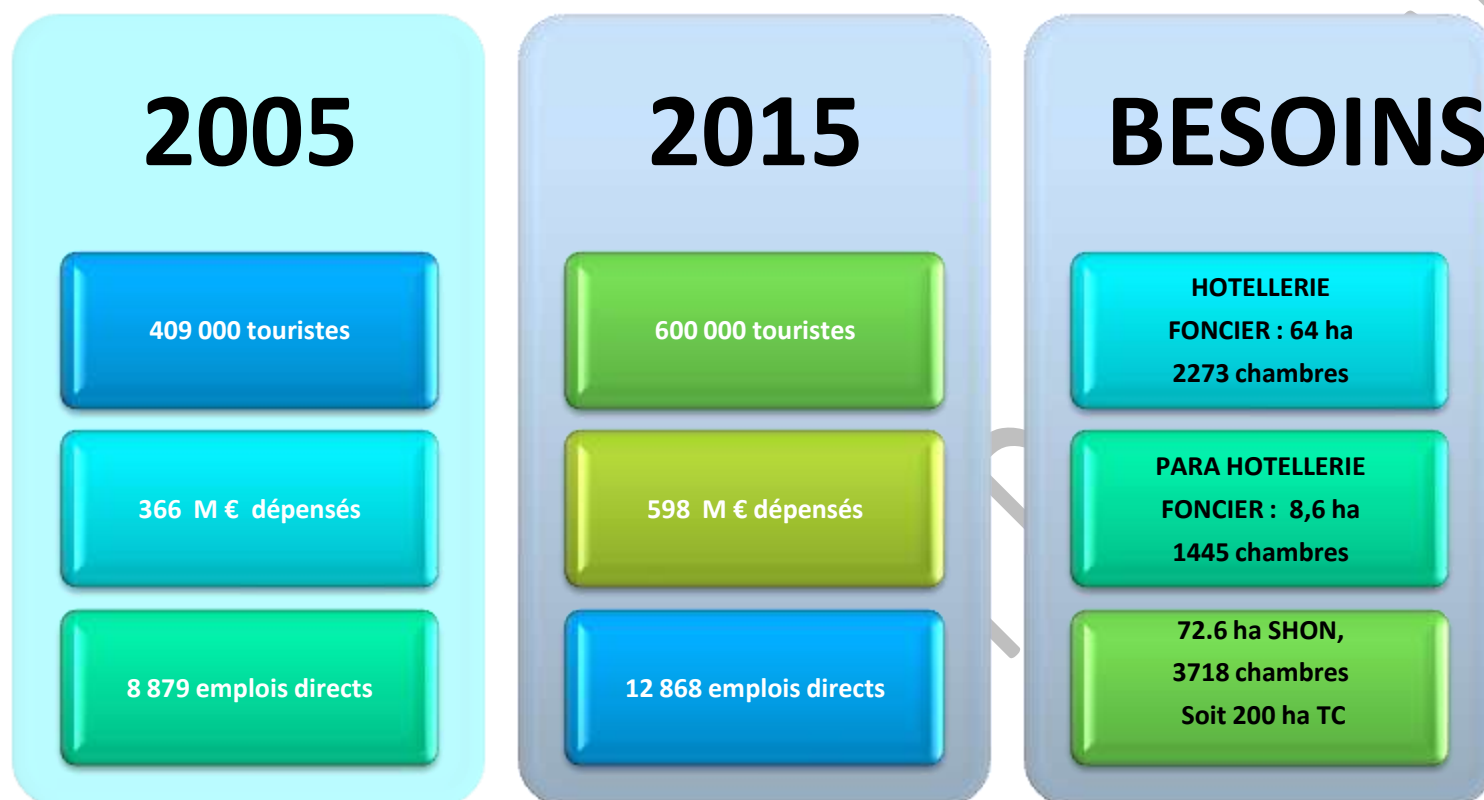 2005
409 000 touristes
366 M € dépensés
8 879 emplois directs
2015
600 000 touristes
598 M € dépensés
12 868 emplois directs
BESOINS
HOTELLERIE
FONCIER : 64 ha
2273 chambres
PARA HOTELLERIE
FONCIER : 8,6 ha
1445 chambres
72.6 ha SHON,
3718 chambres
Soit 200 ha TC